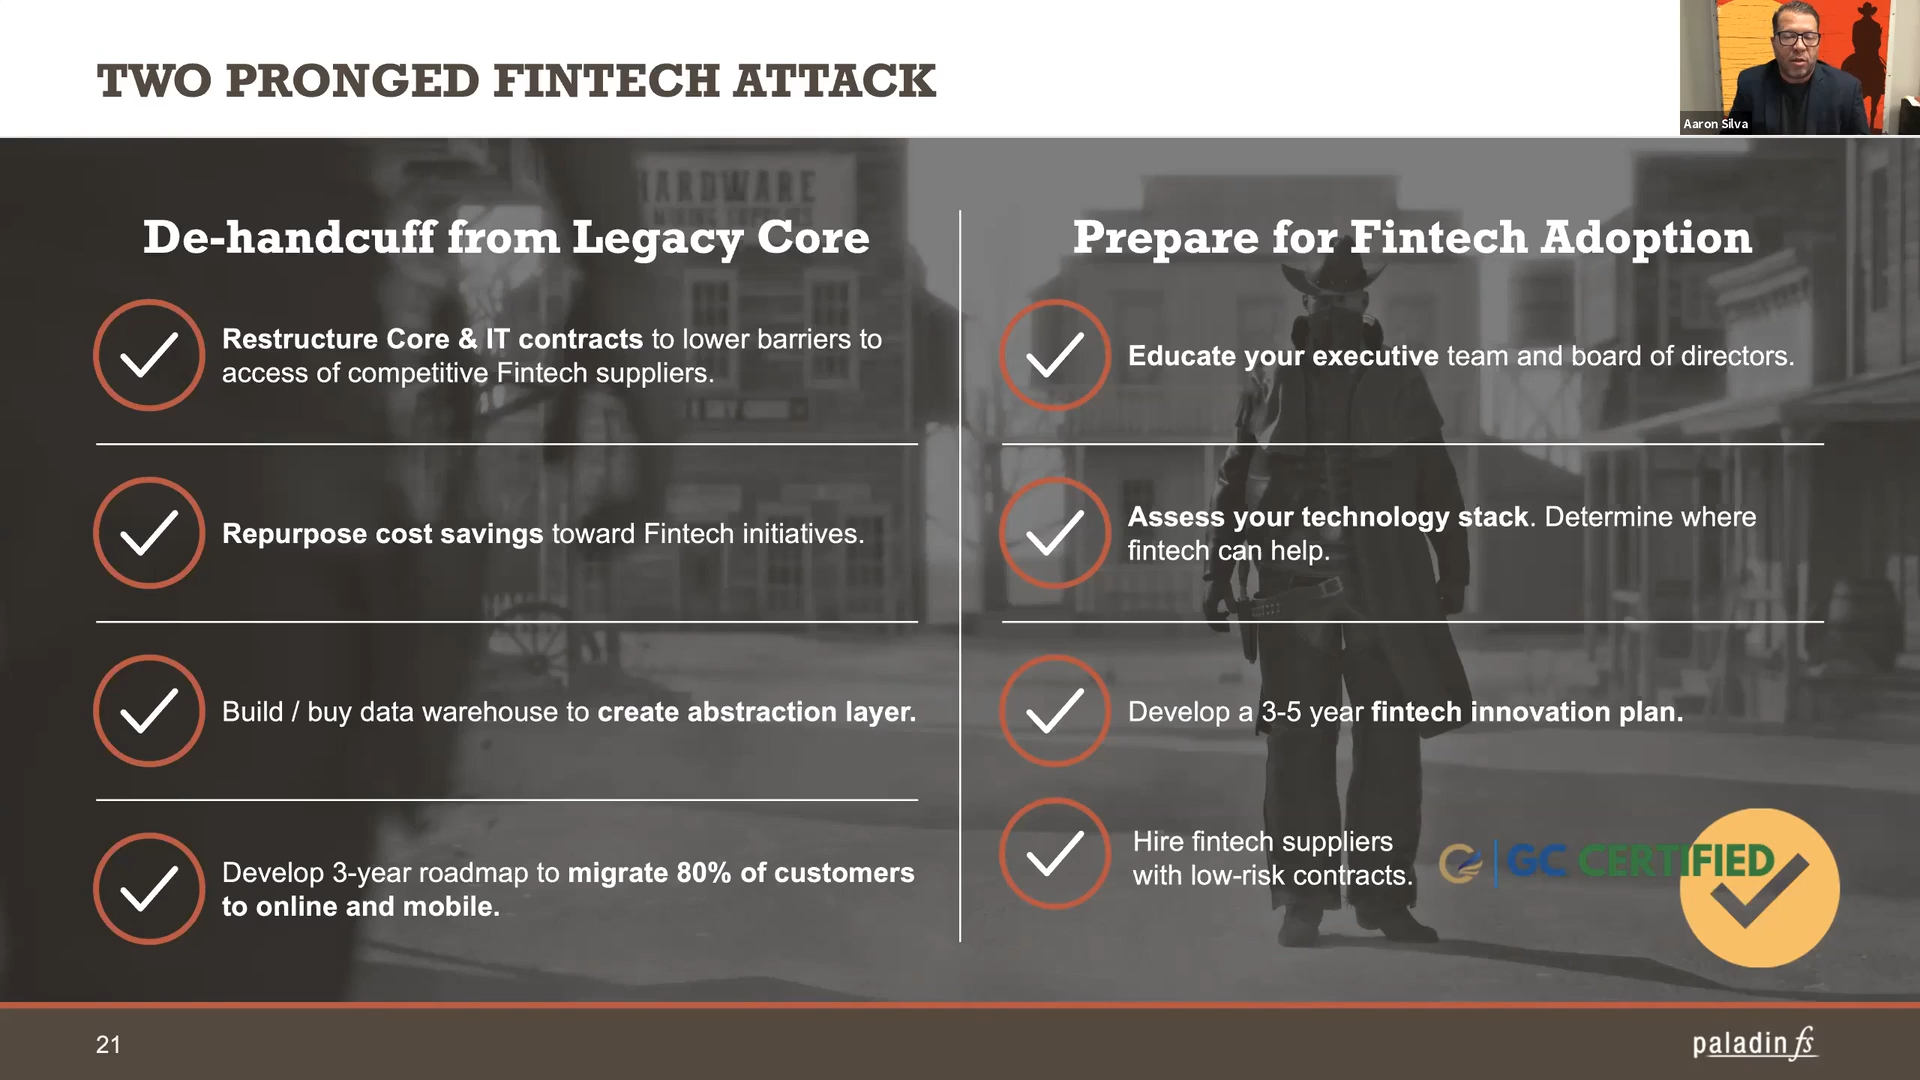 TWO PRONGED FINTECH ATTACK
Aaron Silva
HARDWARE
De-handcuff from Legacy Core
Restructure Core & IT contracts to lower barriers to
access of competitive Fintech suppliers.
Repurpose cost savings toward Fintech initiatives.
Build / buy data warehouse to create abstraction layer.
Develop 3-year roadmap to migrate 80% of customers
to online and mobile.
Prepare for Fintech Adoption
Educate your executive team and board of directors.
Assess your technology stack. Determine where
fintech can help.
Develop a 3-5 year fintech innovation plan.
Hire fintech suppliers
with low-risk contracts.
GC CERTIFIED
21
paladin fs